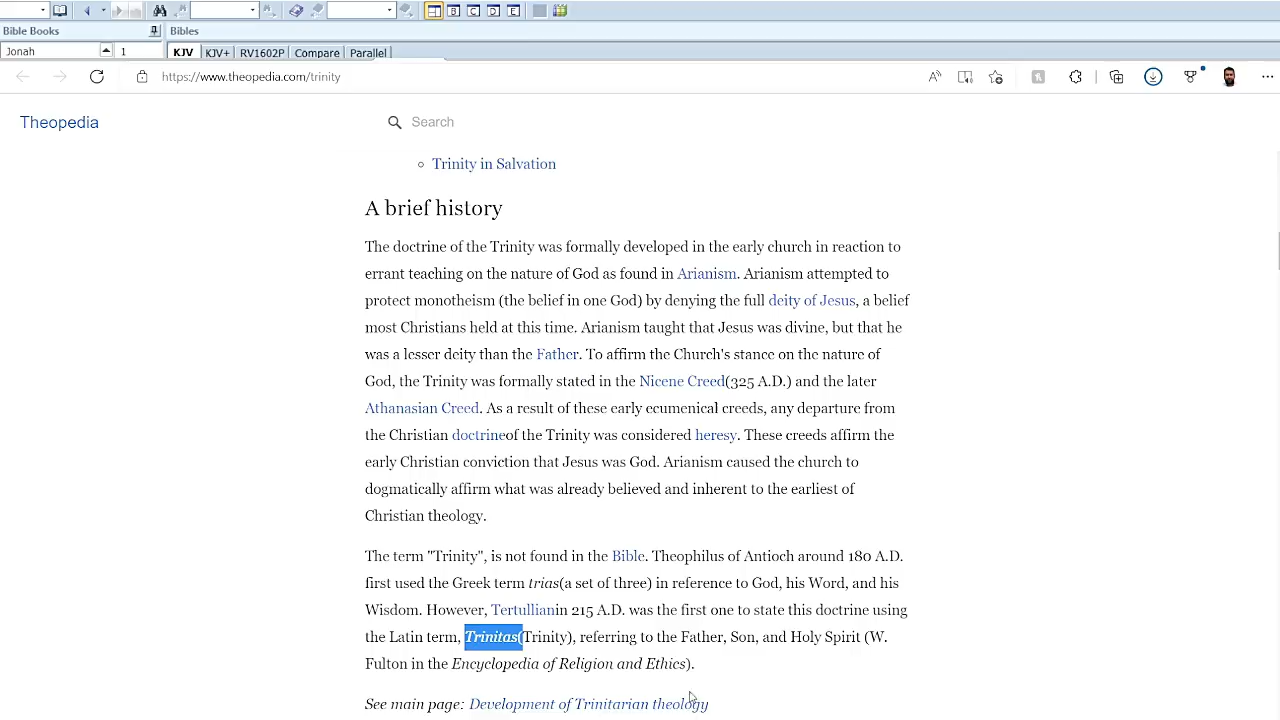 B C D E
Bible Books Bibles
Jonah 1 KJV KJV+ RV1602P Compare Parallel
https://www.theopedia.com/trinity
Theopedia Search
Trinity in Salvation
A brief history
The doctrine of the Trinity was formally developed in the early church in reaction to
errant teaching on the nature of God as found in Arianism. Arianism attempted to
protect monotheism (the belief in one God) by denying the full deity of Jesus, a belief
most Christians held at this time. Arianism taught that Jesus was divine, but that he
was a lesser deity than the Father. To affirm the Church's stance on the nature of
God, the Trinity was formally stated in the Nicene Creed(325 A.D.) and the later
Athanasian Creed. As a result of these early ecumenical creeds, any departure from
the Christian doctrineof the Trinity was considered heresy. These creeds affirm the
early Christian conviction that Jesus was God. Arianism caused the church to
dogmatically affirm what was already believed and inherent to the earliest of
Christian theology.
The term "Trinity", is not found in the Bible. Theophilus of Antioch around 180 A.D.
first used the Greek term trias(a set of three) in reference to God, his Word, and his
Wisdom. However, Tertullianin 215 A.D. was the first one to state this doctrine using
the Latin term, Trinitas(Trinity), referring to the Father, Son, and Holy Spirit (W.
Fulton in the Encyclopedia of Religion and Ethics).
See main page: Development of Trinitarian theology